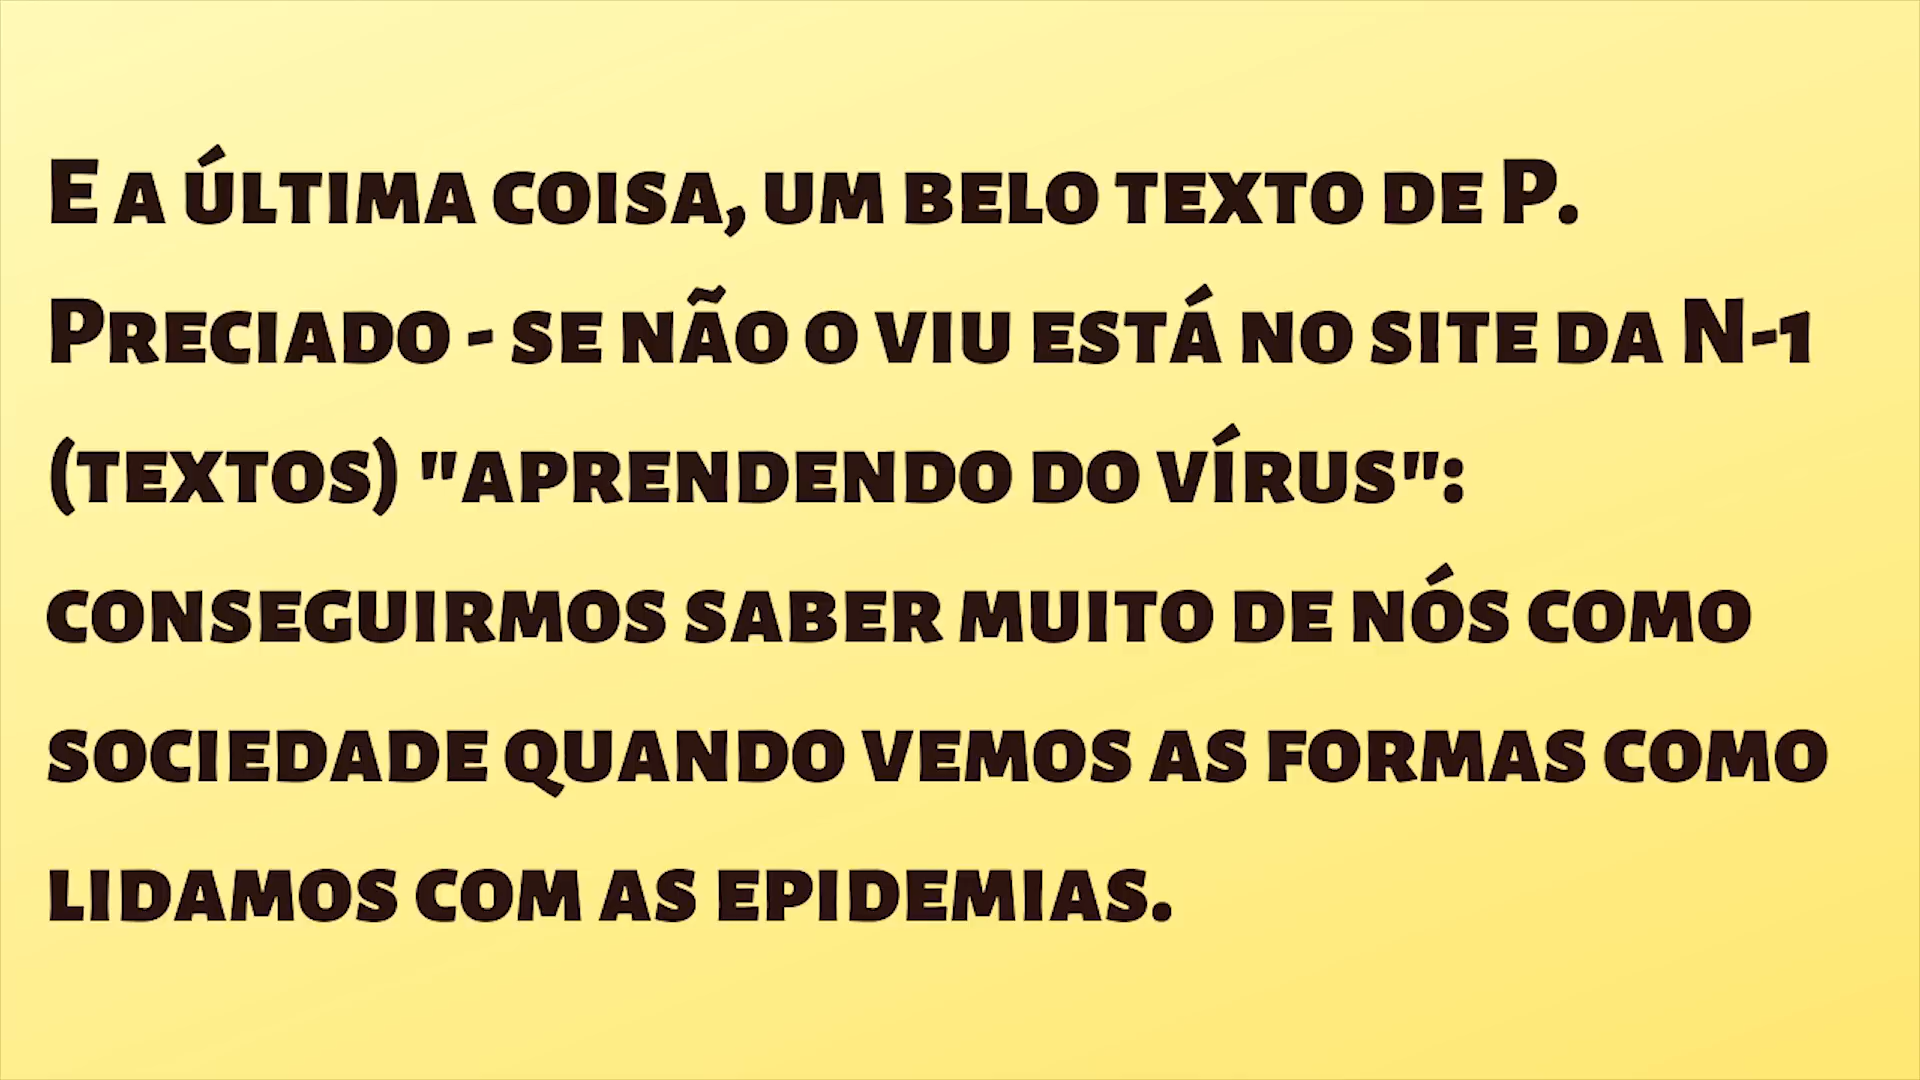 E a última coisa, um belo texto de P.
Preciado - se não o viu está no site da N-1
(textos) "aprendendo do vírus":
conseguirmos saber muito de nós como
sociedade quando vemos as formas como
lidamos com as epidemias.